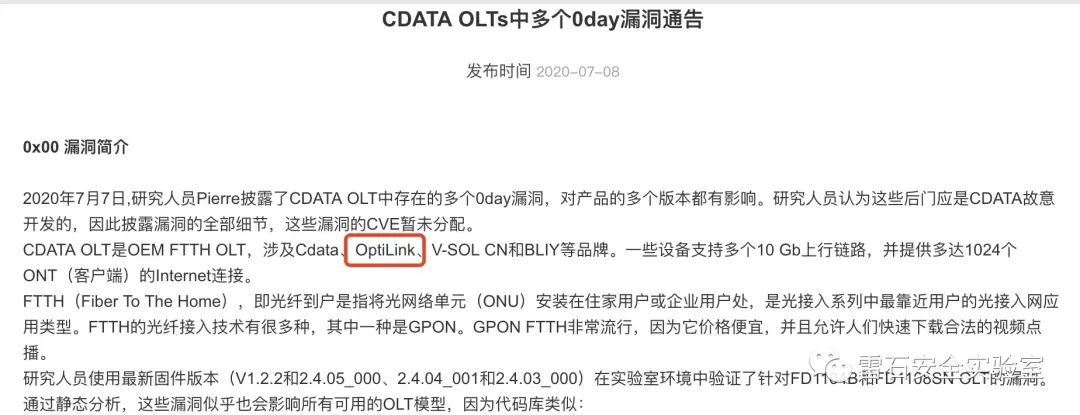 CDATA OLTs中多个0day漏洞通告
发布时间 2020-07-08
0x00 漏洞简介
2020年7月7日,研究人员Pierre披露了CDATA OLT中存在的多个0day漏洞，对产品的多个版本都有影响。研究人员认为这些后门应是CDATA故意
开发的，因此披露漏洞的全部细节，这些漏洞的CVE暂未分配。
CDATA OLT是OEM FTTH OLT，涉及Cdata、OptiLink、V-SOL CN和BLIY等品牌。一些设备支持多个10 Gb上行链路，并提供多达1024个
ONT（客户端）的Internet连接。
FTTH（Fiber To The Home），即光纤到户是指将光网络单元（ONU）安装在住家用户或企业用户处，是光接入系列中最靠近用户的光接入网应
用类型。FTTH的光纤接入技术有很多种，其中一种是GPON。GPON FTTH非常流行，因为它价格便宜，并且允许人们快速下载合法的视频点
播。
研究人员使用最新固件版本（V1.2.2和2.4.05_000、2.4.04_001和2.4.03_000）在实验室环境中验证了针对和FD1108SN OLT的漏洞。
通过静态分析，这些漏洞似乎也会影响所有可用的OLT模型，因为代码库类似：
雷石安全实验室